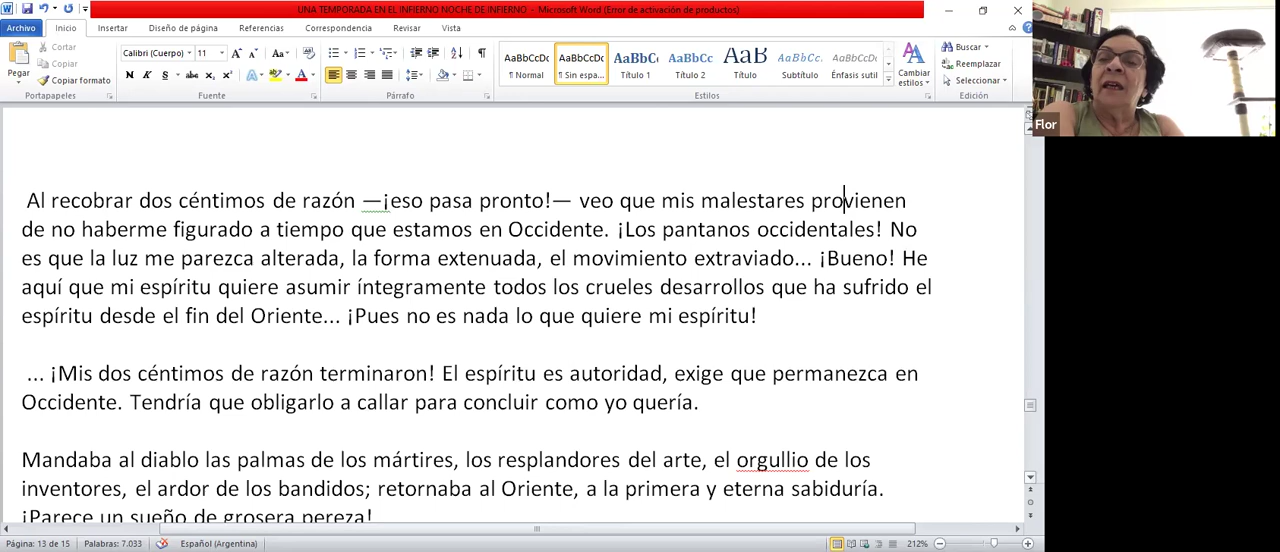 UNA TEMPORADA EN EL INFIERNO NOCHE DE INFIERNO - Microsoft Word (Error de activación de productos)
Archivo Inicio Insertar Diseño de página Referencias Correspondencia Revisar Vista
Pegar
Cortar
Copiar
Copiar formato
Portapapeles
Calibri (Cuerpo) 11
N K S abc x₂ x² A
Fuente
Párrafo
AaBbCcDc AaBbCcDc AaBbC AaBbCc AaB AaBbCc. AaBbCcDc
¶ Normal ¶ Sin espa... Título 1 Título 2 Título Subtítulo Énfasis sutil
Estilos
Cambiar
estilos
Buscar
Reemplazar
Seleccionar
Edición
Flor
Al recobrar dos céntimos de razón —¡eso pasa pronto!— veo que mis malestares provienen
de no haberme figurado a tiempo que estamos en Occidente. ¡Los pantanos occidentales! No
es que la luz me parezca alterada, la forma extenuada, el movimiento extraviado... ¡Bueno! He
aquí que mi espíritu quiere asumir íntegramente todos los crueles desarrollos que ha sufrido el
espíritu desde el fin del Oriente... ¡Pues no es nada lo que quiere mi espíritu!
... ¡Mis dos céntimos de razón terminaron! El espíritu es autoridad, exige que permanezca en
Occidente. Tendría que obligarlo a callar para concluir como yo quería.
Mandaba al diablo las palmas de los mártires, los resplandores del arte, el orgullio de los
inventores, el ardor de los bandidos; retornaba al Oriente, a la primera y eterna sabiduría.
¡Parece un sueño de grosera pereza!
Página: 13 de 15 Palabras: 7.033 Español (Argentina) 212%